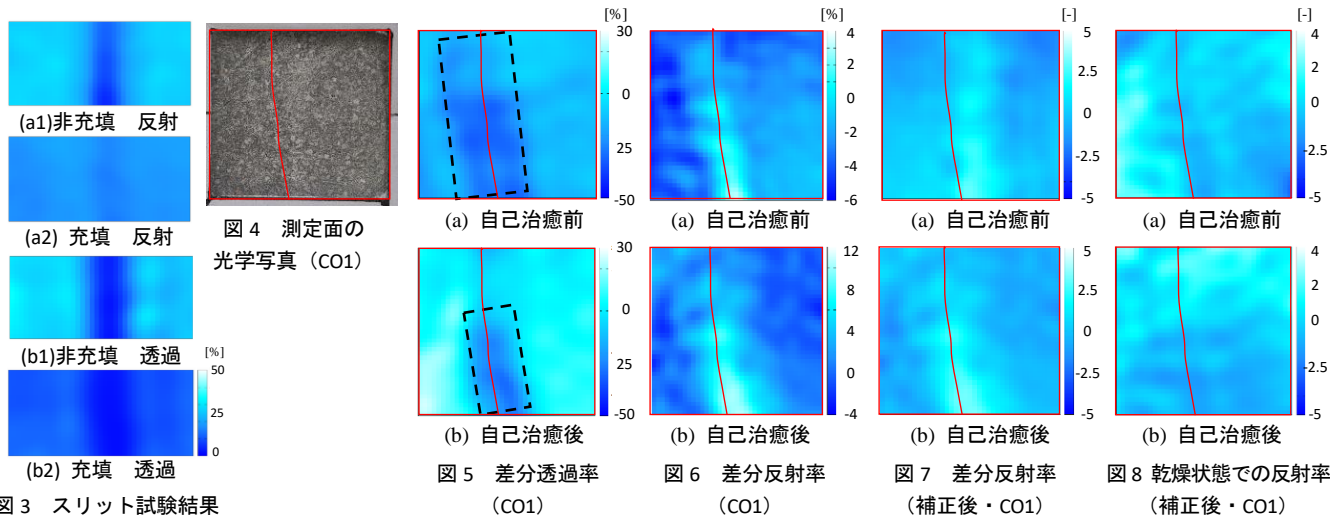 (a1)非充填 反射
(a2) 充填 反射
(b1)非充填 透過
[%]
50
25
0
(b2) 充填 透過
図 3 スリット試験結果
図 4 測定面の
光学写真（CO1）
[%]
30
0
25
-50
(a) 自己治癒前
30
0
25
-50
(b) 自己治癒後
図 5 差分透過率
（CO1）
[%]
4
2
0
-2
-4
-6
(a) 自己治癒前
12
8
4
0
-4
(b) 自己治癒後
図 6 差分反射率
（CO1）
[-]
5
2.5
0
-2.5
-5
(a) 自己治癒前
5
2.5
0
-2.5
-5
(b) 自己治癒後
図 7 差分反射率
（補正後・CO1）
[-]
4
2
0
-2.5
-5
(a) 自己治癒前
4
2
0
-2.5
-5
(b) 自己治癒後
図 8 乾燥状態での反射率
（補正後・CO1）